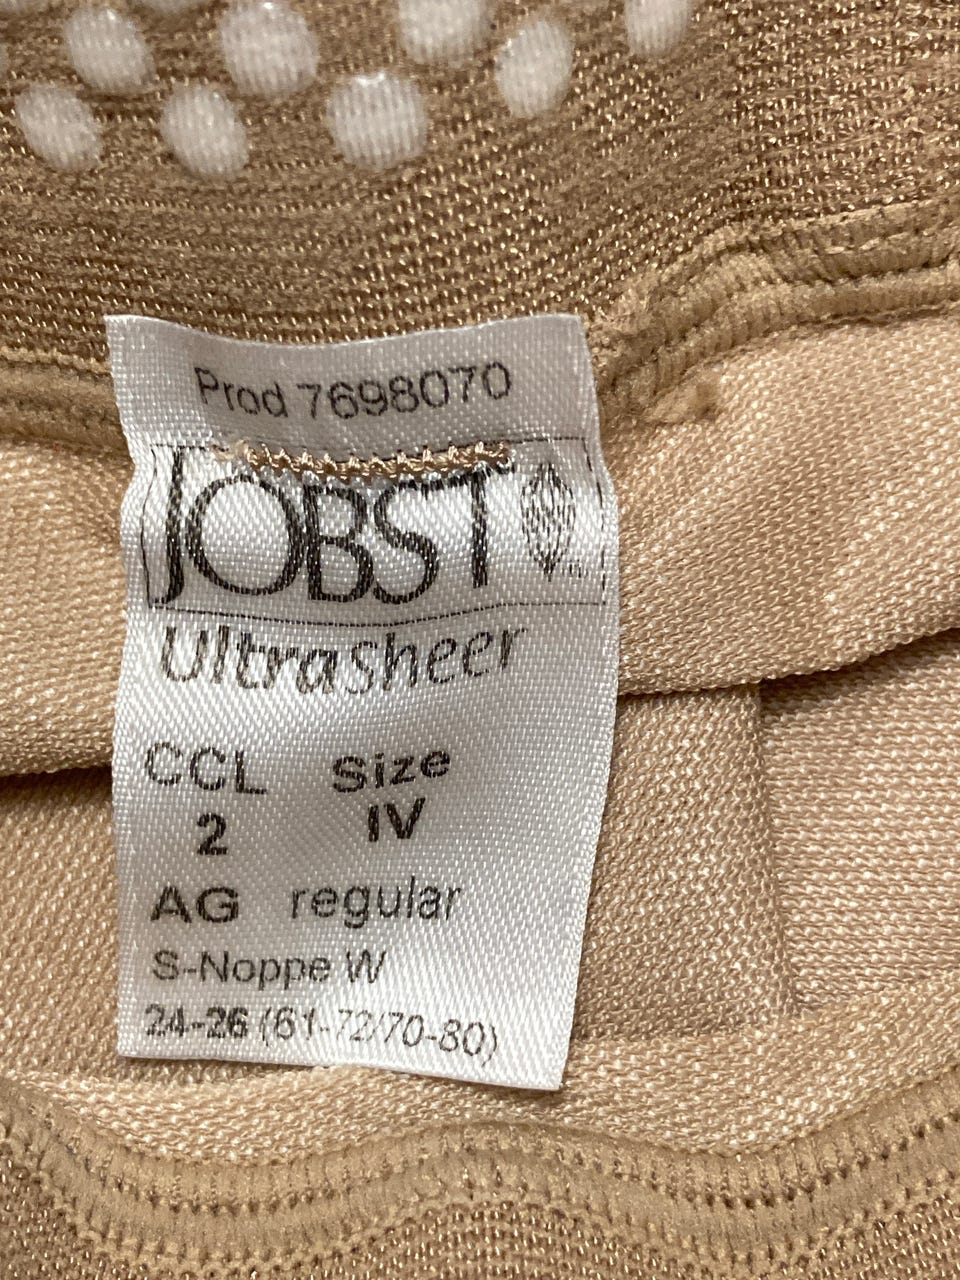 Prod 7698070
JOBST
UltraSheer
CCL Size
2 IV
AG regular
S-Noppe W
24-26 (61-72/70-80)